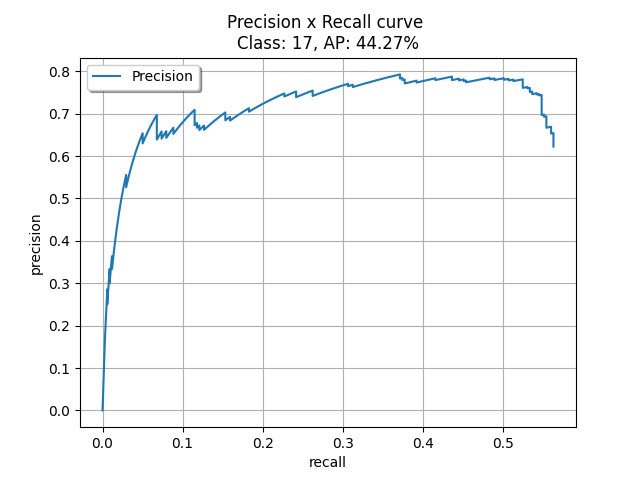 Precision x Recall curve
Class: 17, AP: 44.27%
Precision
precision
0.8
0.7
0.6
0.5
0.4
0.3
0.2
0.1
0.0
0.0 0.1 0.2 0.3 0.4 0.5
recall